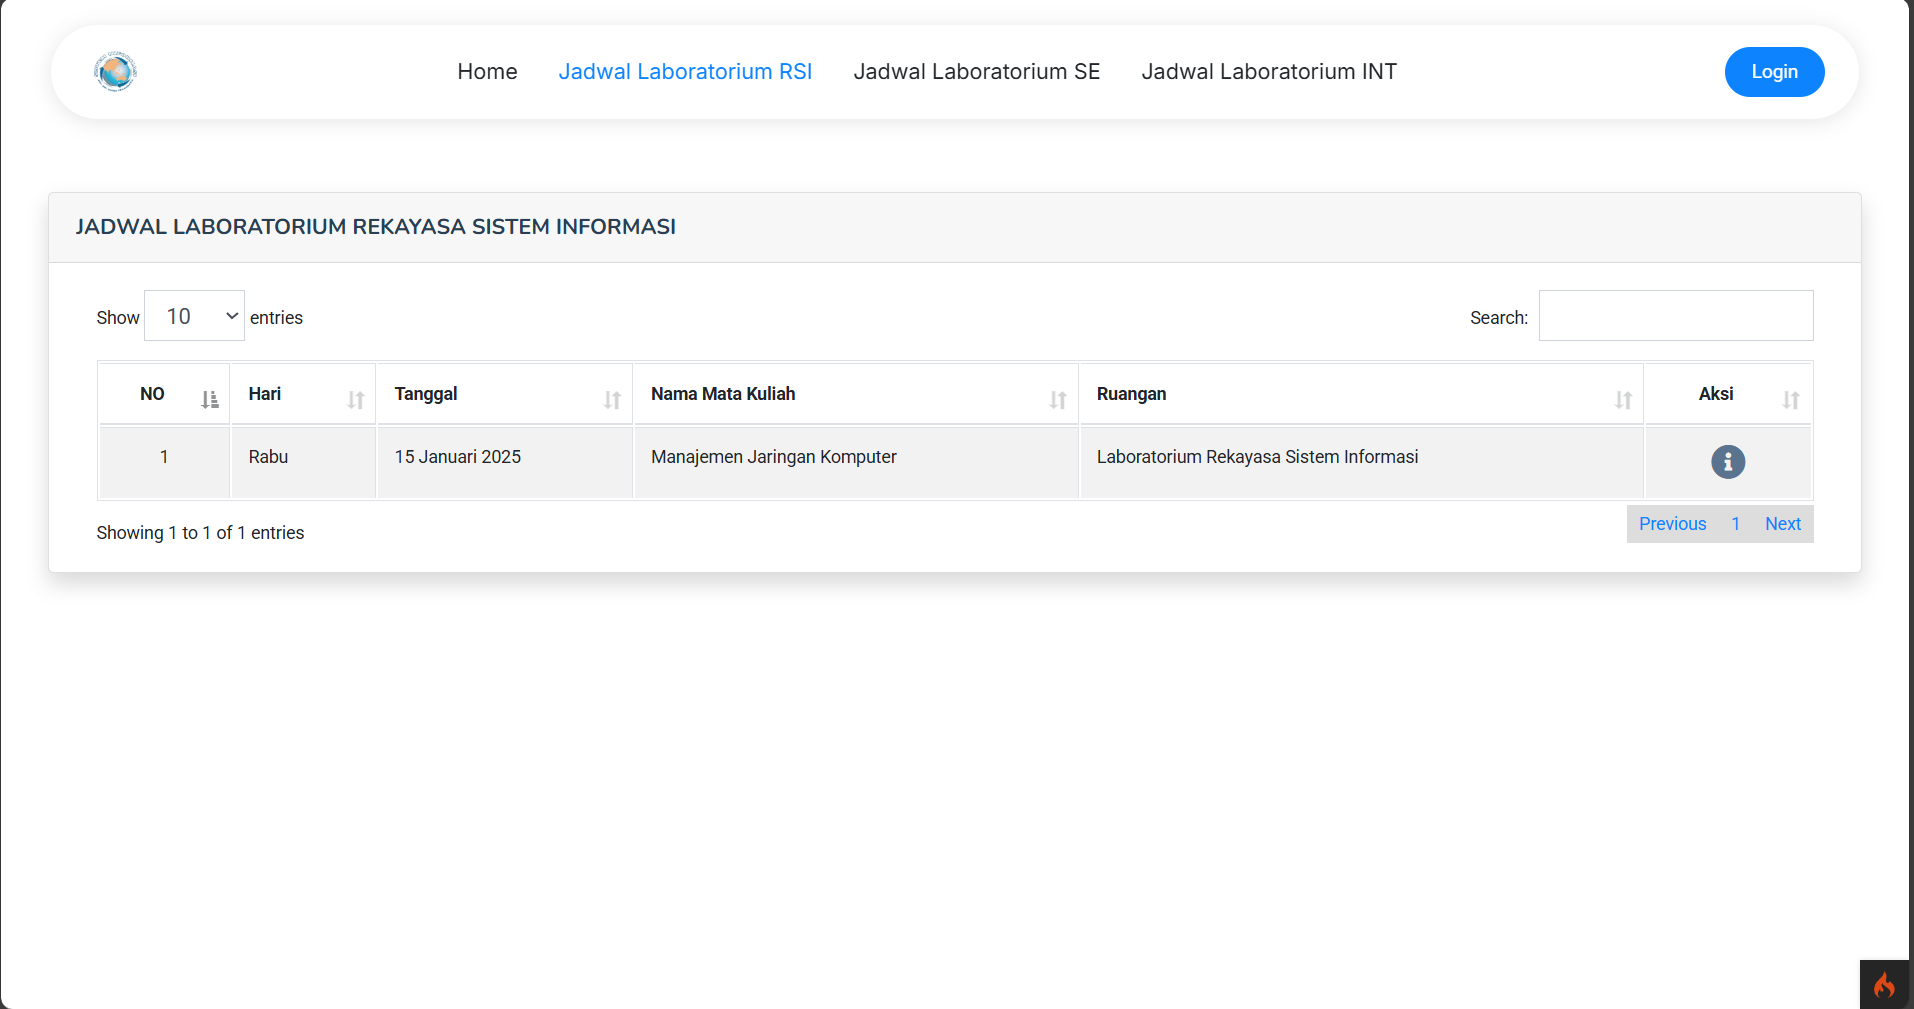 Home Jadwal Laboratorium RSI Jadwal Laboratorium SE Jadwal Laboratorium INT Login
JADWAL LABORATORIUM REKAYASA SISTEM INFORMASI
Show 10 entries Search:
NO Hari Tanggal Nama Mata Kuliah Ruangan Aksi
1 Rabu 15 Januari 2025 Manajemen Jaringan Komputer Laboratorium Rekayasa Sistem Informasi
Showing 1 to 1 of 1 entries Previous 1 Next